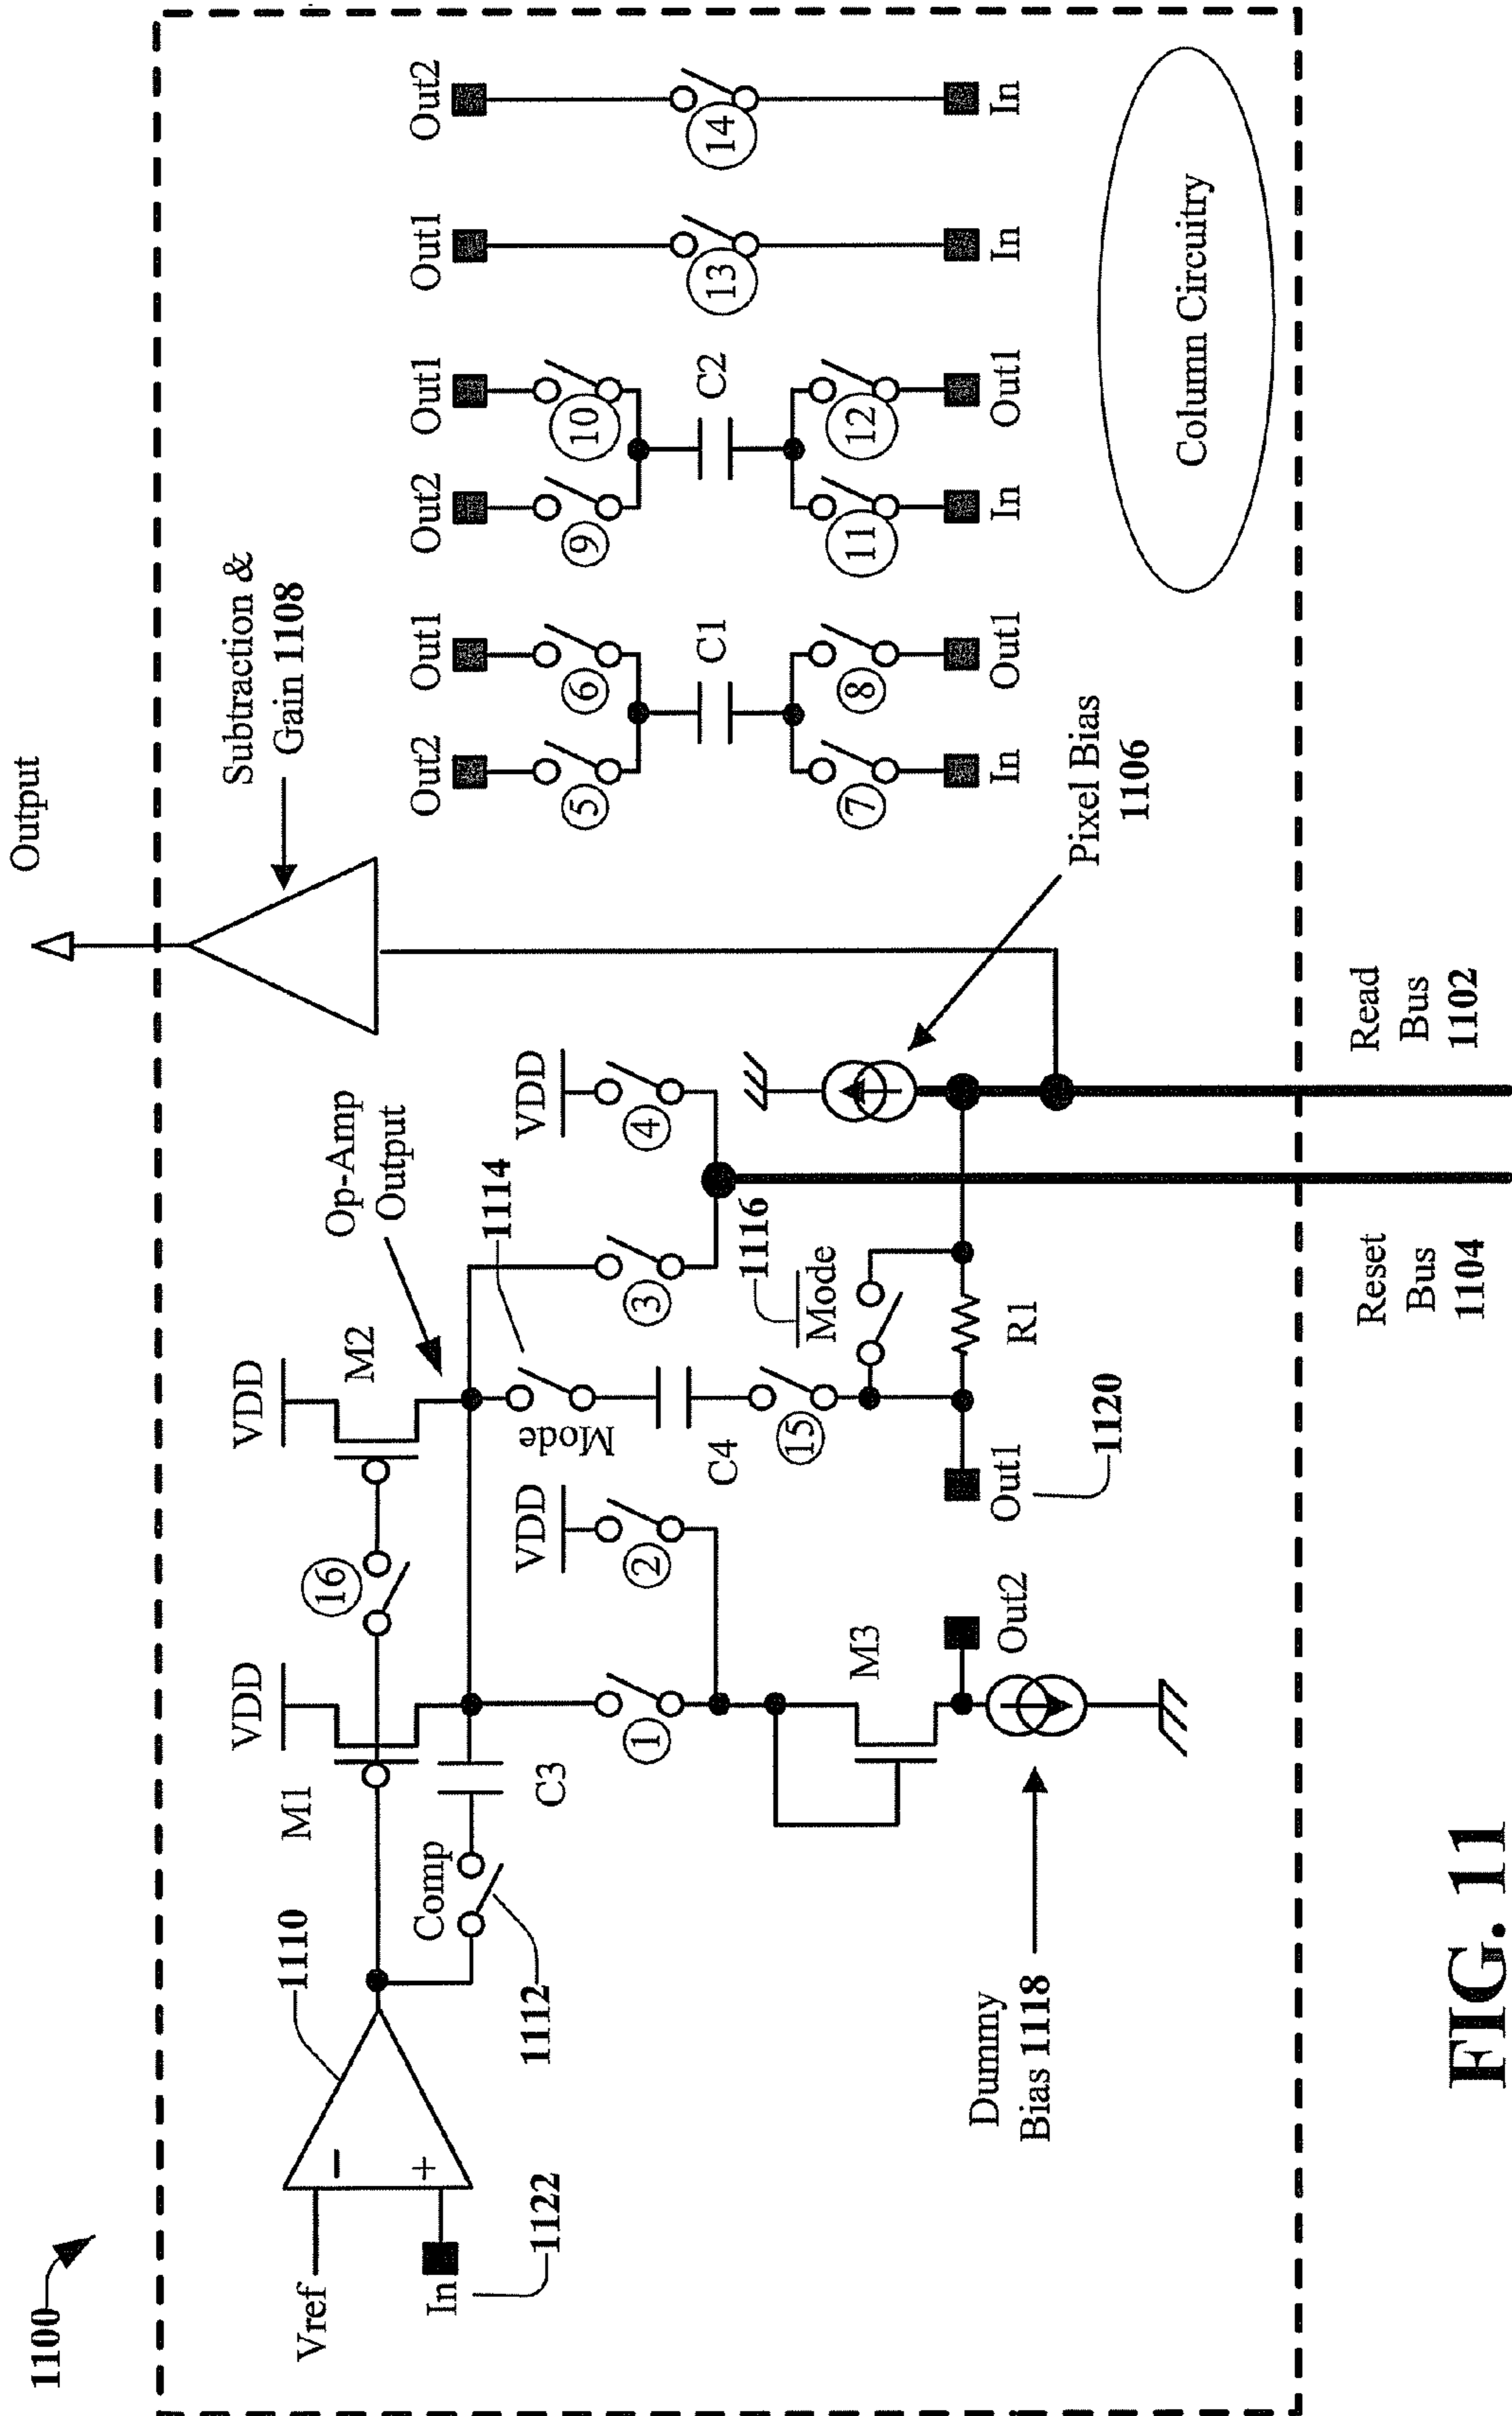 1100
Output
Subtraction &
Gain 1108
Vref
In
1122
1110
–
+
Comp
1112
M1
VDD
16
VDD
M2
Op-Amp
Output
C3
1
VDD
2
Mode
1114
C4
15
3
VDD
4
1116
Mode
R1
Out1
1120
M3
Out2
Dummy
Bias 1118
Pixel Bias
1106
Out2
Out1
5
6
C1
7
8
In
Out1
Out2
Out1
9
10
C2
11
12
In
Out1
Out1
13
In
Out2
14
In
Column Circuitry
Reset
Bus
1104
Read
Bus
1102
FIG. 11